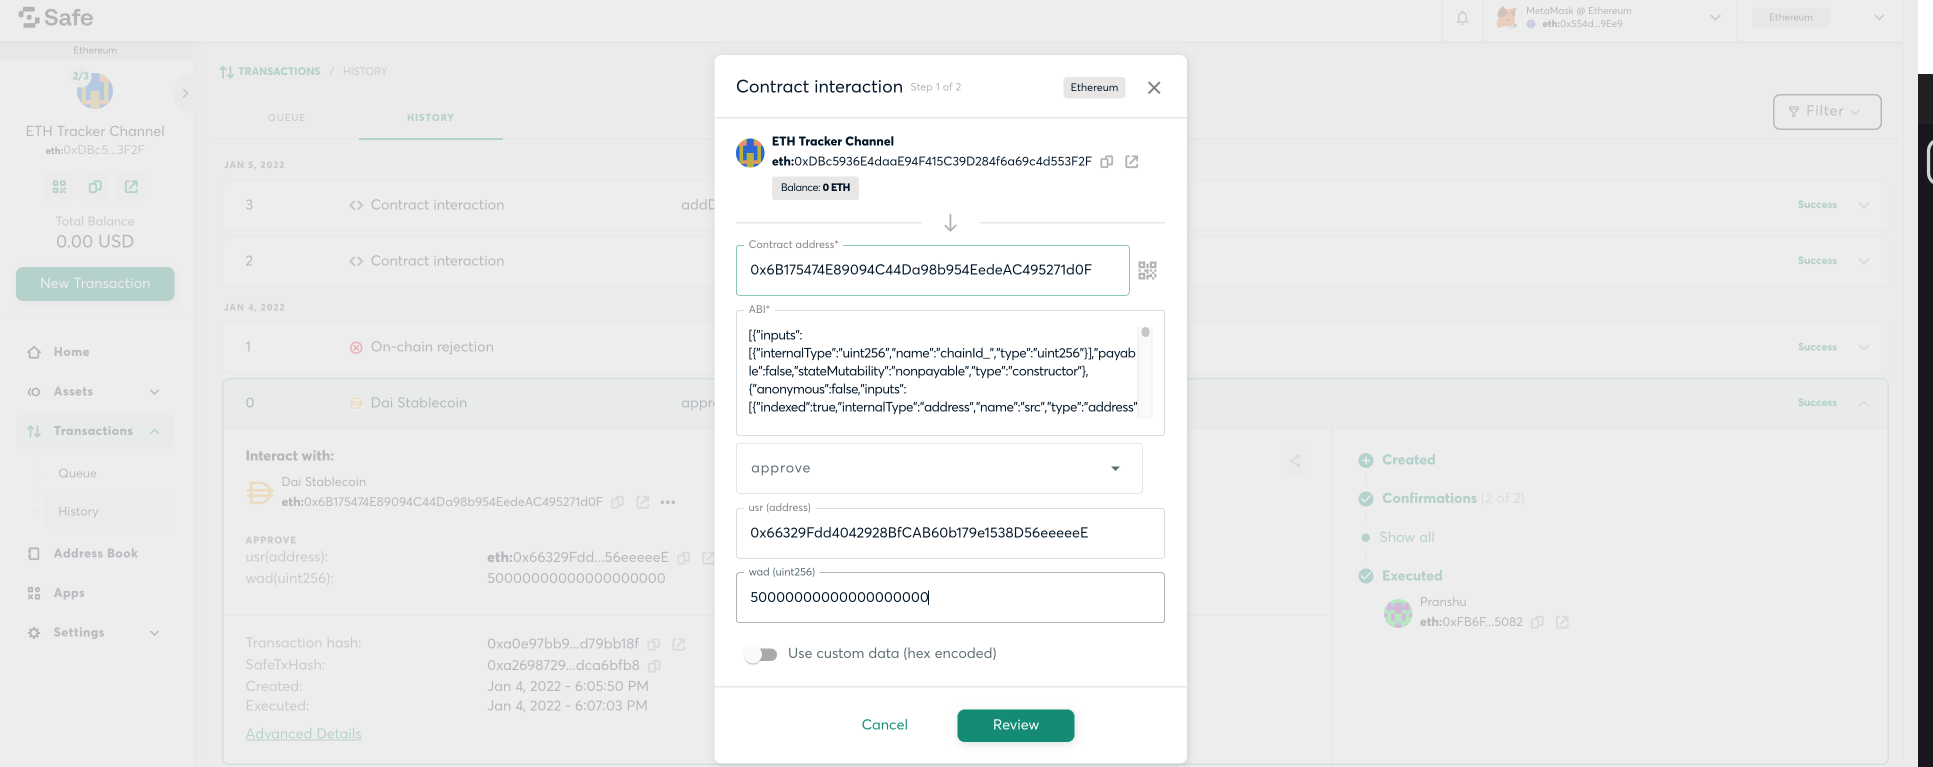 Safe
MetaMask @ Ethereum
eth:0x554d...9Ee9
Ethereum
Ethereum
2/3
ETH Tracker Channel
eth:0xDBc5...3F2F
Total Balance
0.00 USD
New Transaction
Home
Assets
Transactions
Queue
History
Address Book
Apps
Settings
TRANSACTIONS / HISTORY
QUEUE
HISTORY
Filter
JAN 5, 2022
3
Contract interaction
addD
Success
2
Contract interaction
Success
JAN 4, 2022
1
On-chain rejection
Success
0
Dai Stablecoin
appr
Success
Interact with:
Dai Stablecoin
eth:0x6B175474E89094C44Da98b954EedeAC495271d0F
APPROVE
usr(address):
eth:0x66329Fdd...56eeeeeE
wad(uint256):
50000000000000000000
Transaction hash:
0xa0e97bb9...d79bb18f
SafeTxHash:
0xa2698729...dca6bfb8
Created:
Jan 4, 2022 - 6:05:50 PM
Executed:
Jan 4, 2022 - 6:07:03 PM
Advanced Details
Created
Confirmations (2 of 2)
Show all
Executed
Pranshu
eth:0xFB6F...5082
Contract interaction Step 1 of 2
Ethereum
ETH Tracker Channel
eth:0xDBc5936E4daaE94F415C39D284f6a69c4d553F2F
Balance: 0 ETH
Contract address*
0x6B175474E89094C44Da98b954EedeAC495271d0F
ABI*
[{"inputs":
[{"internalType":"uint256","name":"chainId_","type":"uint256"}],"payab
le":false,"stateMutability":"nonpayable","type":"constructor"},
{"anonymous":false,"inputs":
[{"indexed":true,"internalType":"address","name":"src","type":"address"
approve
usr (address)
0x66329Fdd4042928BfCAB60b179e1538D56eeeeeE
wad (uint256)
50000000000000000000
Use custom data (hex encoded)
Cancel
Review